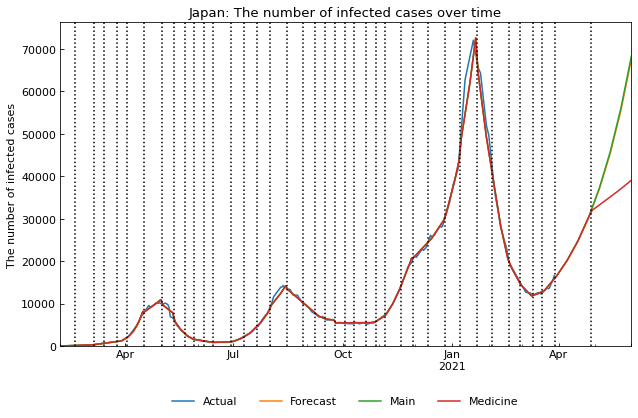 Japan: The number of infected cases over time
The number of infected cases
70000
60000
50000
40000
30000
20000
10000
0
Apr Jul Oct Jan Apr
2021
Actual Forecast Main Medicine